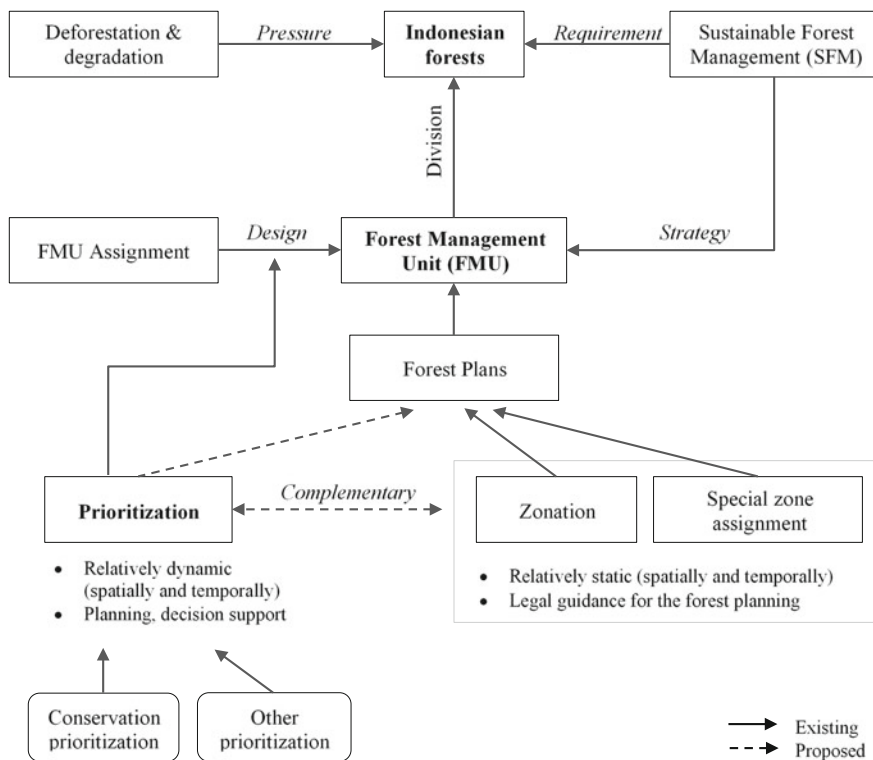 Deforestation &
degradation
Pressure
Indonesian
forests
Requirement
Sustainable Forest
Management (SFM)
Division
FMU Assignment
Design
Forest Management
Unit (FMU)
Strategy
Forest Plans
Prioritization
Complementary
Zonation
Special zone
assignment
• Relatively dynamic
(spatially and temporally)
• Planning, decision support
• Relatively static (spatially and temporally)
• Legal guidance for the forest planning
Conservation
prioritization
Other
prioritization
Existing
Proposed